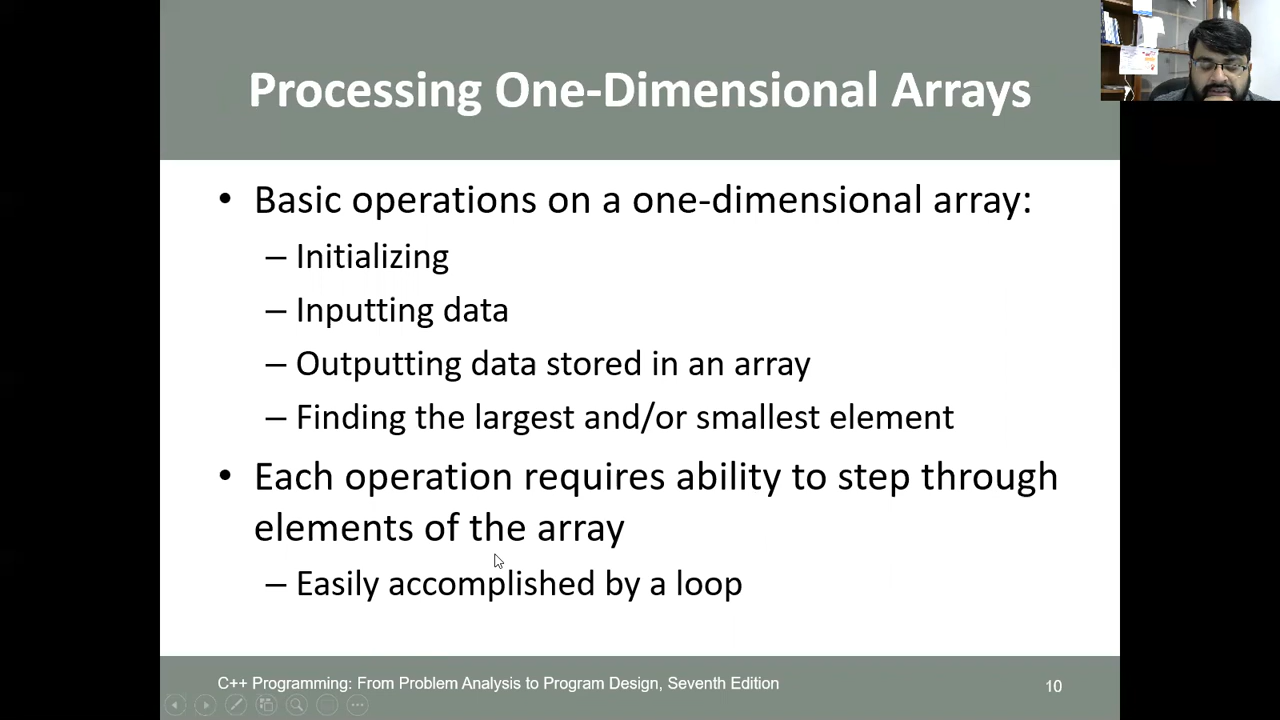 Processing One-Dimensional Arrays
• Basic operations on a one-dimensional array:
– Initializing
– Inputting data
– Outputting data stored in an array
– Finding the largest and/or smallest element
• Each operation requires ability to step through
elements of the array
– Easily accomplished by a loop
C++ Programming: From Problem Analysis to Program Design, Seventh Edition
10